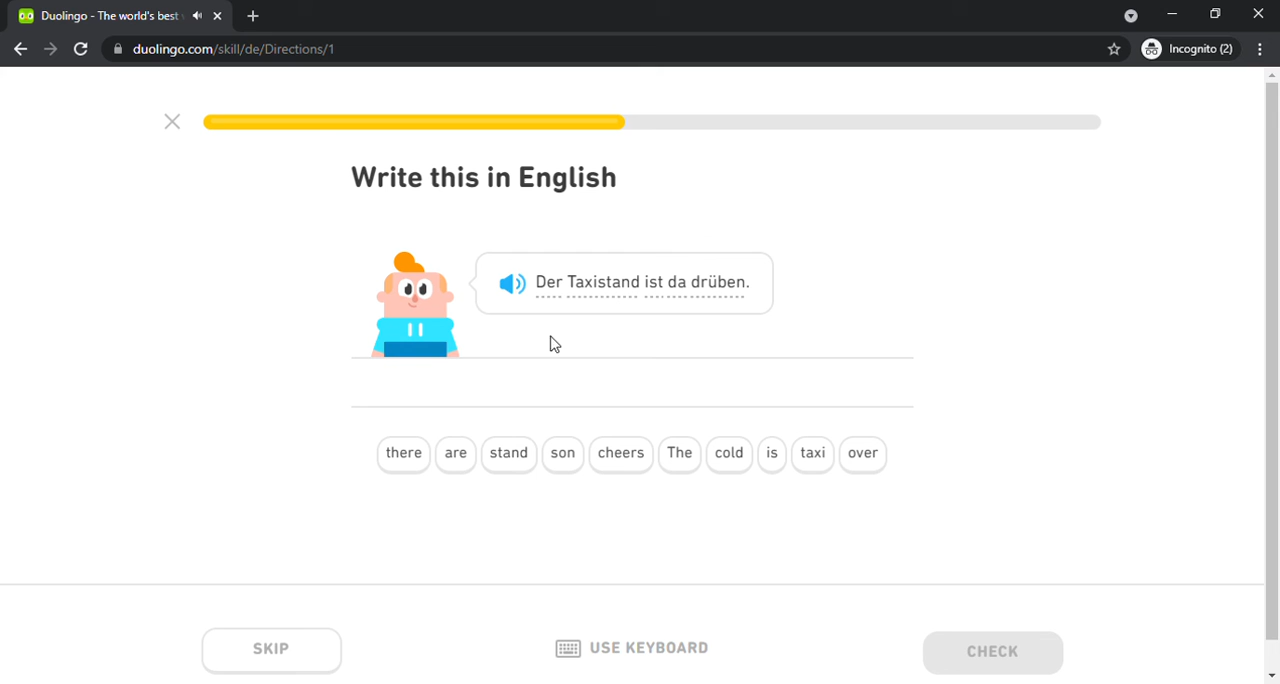 Duolingo - The world's best
duolingo.com/skill/de/Directions/1
Incognito (2)
Write this in English
Der Taxistand ist da drüben.
there are stand son cheers The cold is taxi over
SKIP
USE KEYBOARD
CHECK